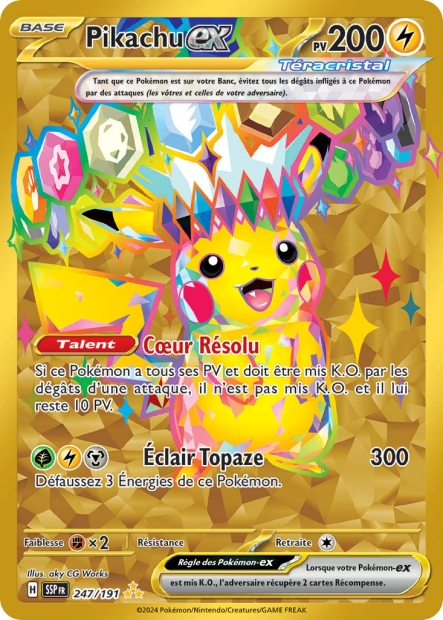 BASE
Pikachu ex
PV 200
Téracristal
Tant que ce Pokémon est sur votre Banc, évitez tous les dégâts infligés à ce Pokémon
par des attaques (les vôtres et celles de votre adversaire).
Talent Cœur Résolu
Si ce Pokémon a tous ses PV et doit être mis K.O. par les
dégâts d'une attaque, il n'est pas mis K.O. et il lui
reste 10 PV.
Éclair Topaze 300
Défaussez 3 Énergies de ce Pokémon.
Faiblesse ×2 Résistance Retraite
Illus. aky CG Works
Règle des Pokémon-ex Lorsque votre Pokémon-ex
est mis K.O., l'adversaire récupère 2 cartes Récompense.
H SSP FR 247/191
©2024 Pokémon/Nintendo/Creatures/GAME FREAK